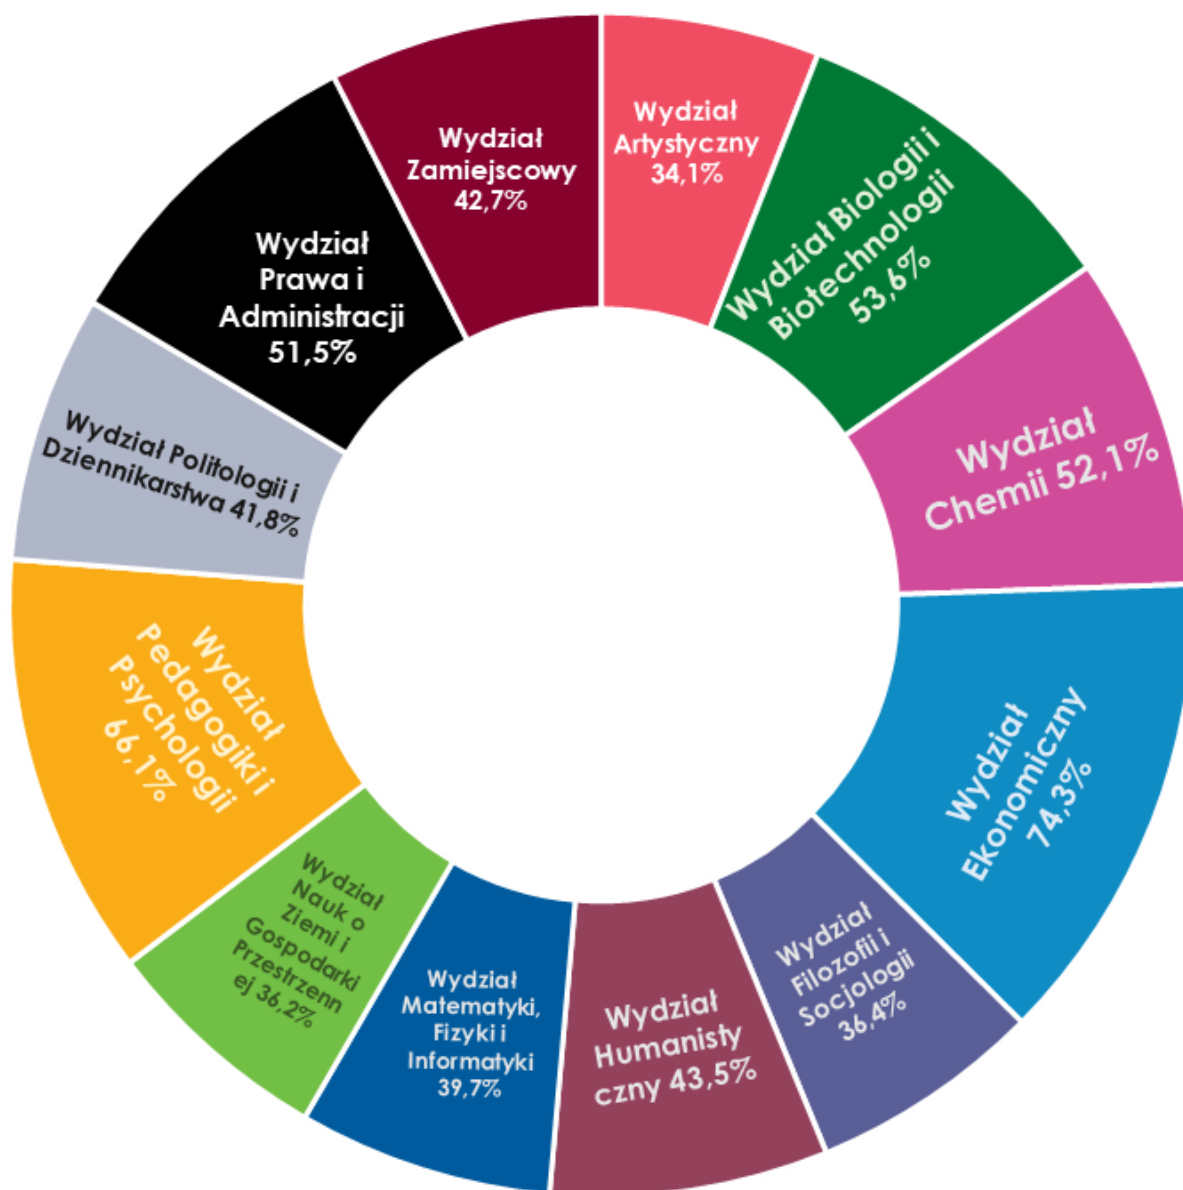 Wydział
Artystyczny
34,1%
Wydział Biologii i
Biotechnologii
53,6%
Wydział
Chemii 52,1%
Wydział
Ekonomiczny
74,3%
Wydział
Filozofii i
Socjologii
36,4%
Wydział
Humanisty
czny 43,5%
Wydział
Matematyki,
Fizyki i
Informatyki
39,7%
Wydział
Nauk o
Ziemi i
Gospodarki
Przestrzenn
ej 36,2%
Wydział
Pedagogiki i
Psychologii
66,1%
Wydział Politologii i
Dziennikarstwa 41,8%
Wydział
Prawa i
Administracji
51,5%
Wydział
Zamiejscowy
42,7%